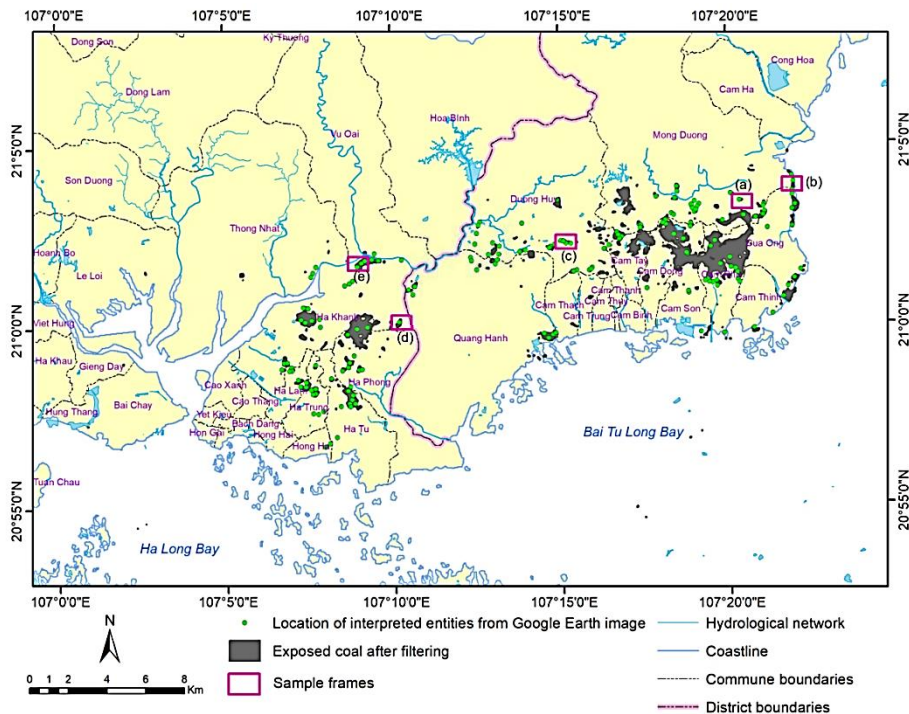 107°0'0"E 107°5'0"E 107°10'0"E 107°15'0"E 107°20'0"E
Dong Son
Ky Thuong
Cong Hoa
Dong Lam
Cam Ha
Hoa BInh
Vu Oai
Mong Duong
21°5'0"N
21°5'0"N
Son Duong
(a)
(b)
Duong Huy
Thong Nhat
Cua Ong
(c)
Hoanh Bo
Cam Tay
(e)
Le Loi
Cam Dong
Cam Thanh
Cam Thinh
Cam Thach
Cam Thuy
Viet Hung
Ha Khanh
Cam Trung
Cam Binh
Cam Son
21°0'0"N
21°0'0"N
(d)
Quang Hanh
Ha Khau
Gieng Day
Cao Xanh
Ha Lam
Ha Phong
Cao Thang
Ha Trung
Hung Thang
Bai Chay
Yet Kieu
Bach Dang
Ha Tu
Hon Gai
Hong Hai
Bai Tu Long Bay
Hong Ha
Tuan Chau
20°55'0"N
20°55'0"N
Ha Long Bay
107°0'0"E 107°5'0"E 107°10'0"E 107°15'0"E 107°20'0"E
N
0 1 2 4 6 8
Km
Location of interpreted entities from Google Earth image
Exposed coal after filtering
Sample frames
Hydrological network
Coastline
Commune boundaries
District boundaries